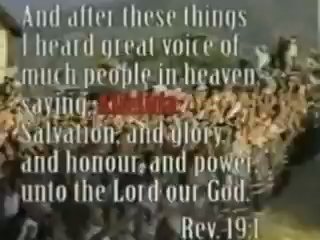 And after these things
I heard great voice of
much people in heaven,
saying,
Salvation, and glory,
and honour, and power,
unto the Lord our God.
Rev. 19:1